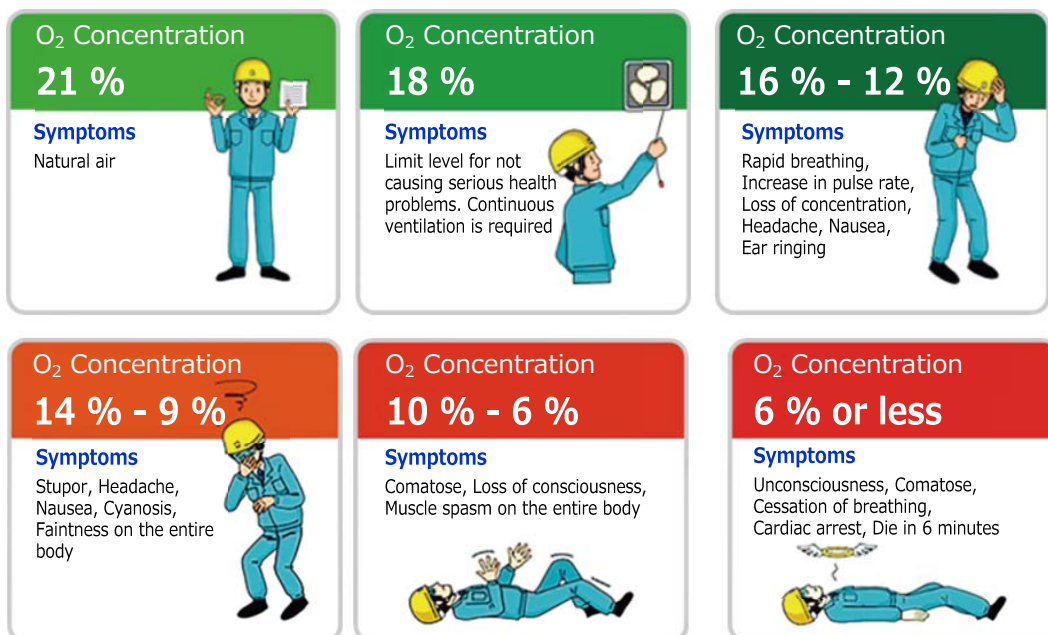 O₂ Concentration
21 %
Symptoms
Natural air
O₂ Concentration
18 %
Symptoms
Limit level for not
causing serious health
problems. Continuous
ventilation is required
O₂ Concentration
16 % - 12 %
Symptoms
Rapid breathing,
Increase in pulse rate,
Loss of concentration,
Headache, Nausea,
Ear ringing
O₂ Concentration
14 % - 9 %
Symptoms
Stupor, Headache,
Nausea, Cyanosis,
Faintness on the entire
body
O₂ Concentration
10 % - 6 %
Symptoms
Comatose, Loss of consciousness,
Muscle spasm on the entire body
O₂ Concentration
6 % or less
Symptoms
Unconsciousness, Comatose,
Cessation of breathing,
Cardiac arrest, Die in 6 minutes